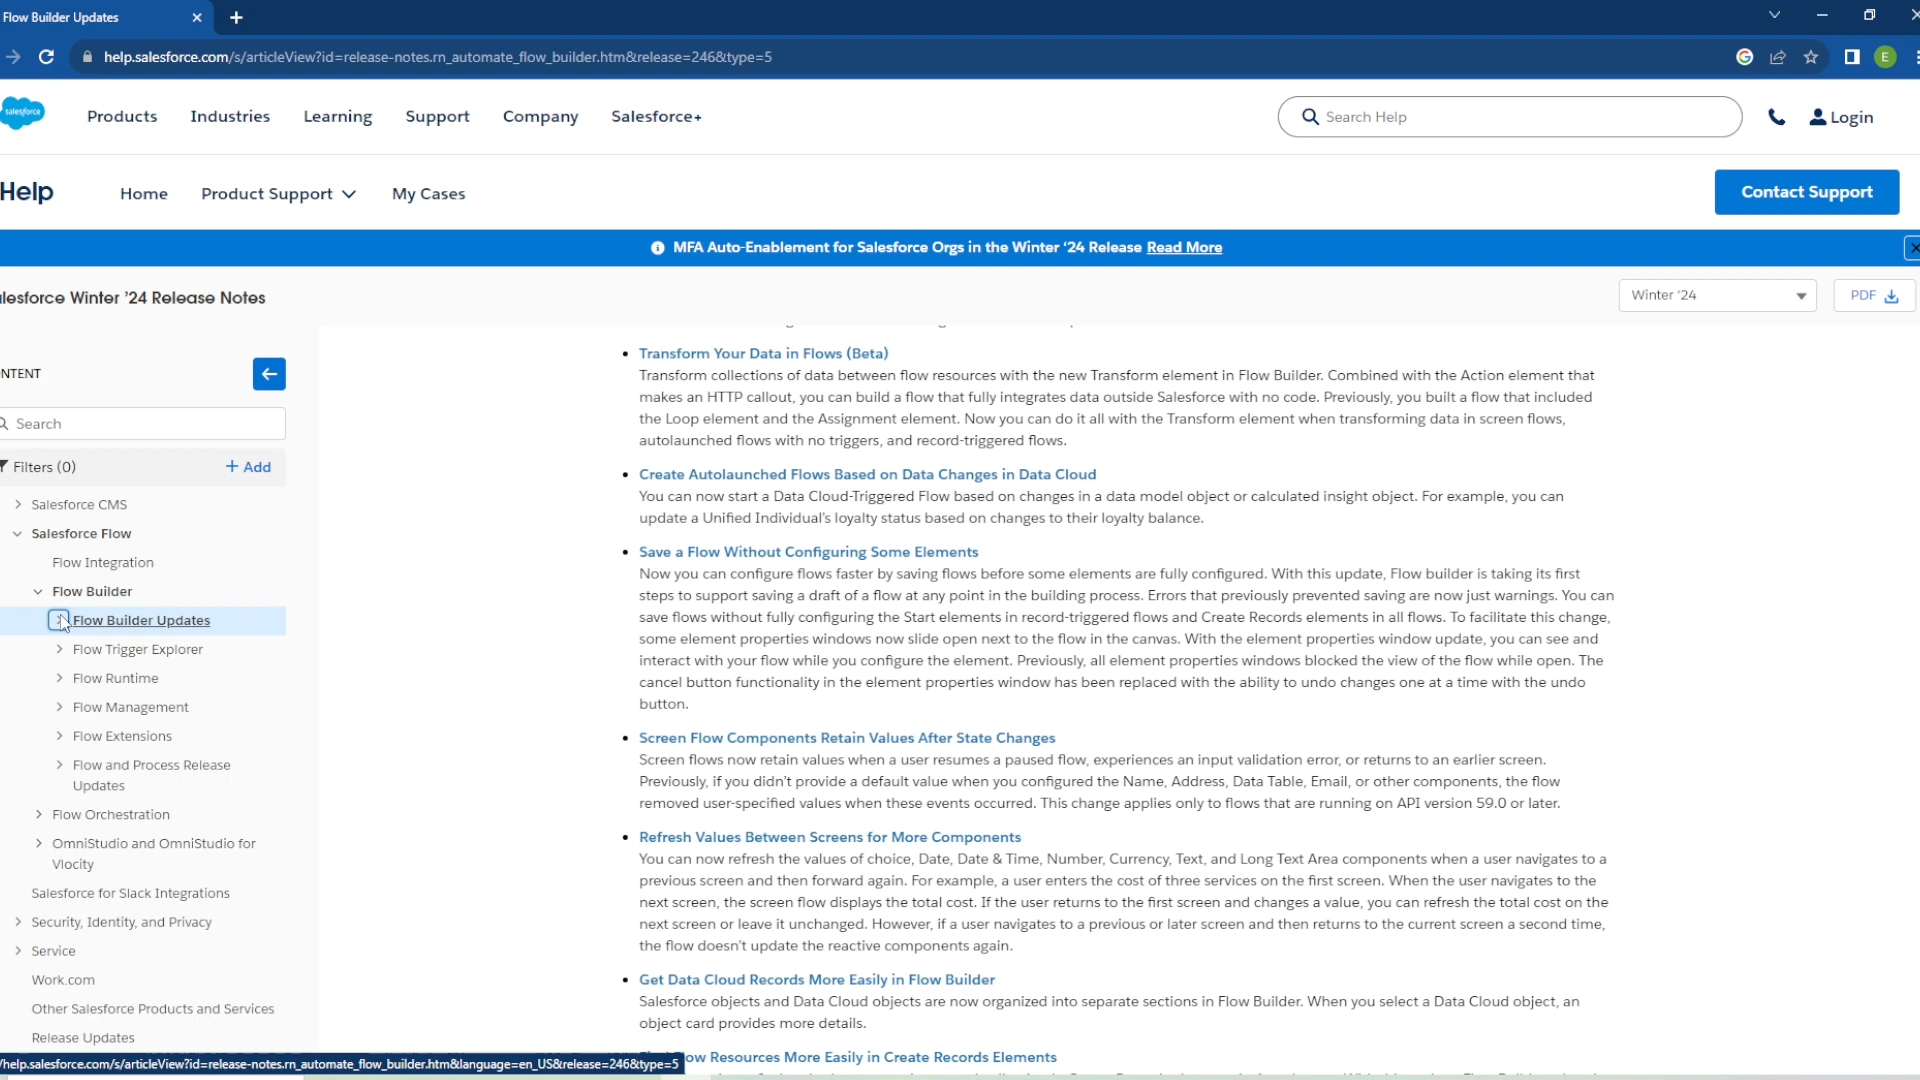 Flow Builder Updates
help.salesforce.com/s/articleView?id=release-notes.rn_automate_flow_builder.htm&release=246&type=5
E
salesforce
Products Industries Learning Support Company Salesforce+
Search Help
Login
Help
Home Product Support My Cases
Contact Support
MFA Auto-Enablement for Salesforce Orgs in the Winter ‘24 Release Read More
lesforce Winter ’24 Release Notes
Winter '24
PDF
NTENT
Search
Filters (0)
+ Add
Salesforce CMS
Salesforce Flow
Flow Integration
Flow Builder
Flow Builder Updates
Flow Trigger Explorer
Flow Runtime
Flow Management
Flow Extensions
Flow and Process Release
Updates
Flow Orchestration
OmniStudio and OmniStudio for
Vlocity
Salesforce for Slack Integrations
Security, Identity, and Privacy
Service
Work.com
Other Salesforce Products and Services
Release Updates
• Transform Your Data in Flows (Beta)
Transform collections of data between flow resources with the new Transform element in Flow Builder. Combined with the Action element that
makes an HTTP callout, you can build a flow that fully integrates data outside Salesforce with no code. Previously, you built a flow that included
the Loop element and the Assignment element. Now you can do it all with the Transform element when transforming data in screen flows,
autolaunched flows with no triggers, and record-triggered flows.
• Create Autolaunched Flows Based on Data Changes in Data Cloud
You can now start a Data Cloud-Triggered Flow based on changes in a data model object or calculated insight object. For example, you can
update a Unified Individual’s loyalty status based on changes to their loyalty balance.
• Save a Flow Without Configuring Some Elements
Now you can configure flows faster by saving flows before some elements are fully configured. With this update, Flow builder is taking its first
steps to support saving a draft of a flow at any point in the building process. Errors that previously prevented saving are now just warnings. You can
save flows without fully configuring the Start elements in record-triggered flows and Create Records elements in all flows. To facilitate this change,
some element properties windows now slide open next to the flow in the canvas. With the element properties window update, you can see and
interact with your flow while you configure the element. Previously, all element properties windows blocked the view of the flow while open. The
cancel button functionality in the element properties window has been replaced with the ability to undo changes one at a time with the undo
button.
• Screen Flow Components Retain Values After State Changes
Screen flows now retain values when a user resumes a paused flow, experiences an input validation error, or returns to an earlier screen.
Previously, if you didn’t provide a default value when you configured the Name, Address, Data Table, Email, or other components, the flow
removed user-specified values when these events occurred. This change applies only to flows that are running on API version 59.0 or later.
• Refresh Values Between Screens for More Components
You can now refresh the values of choice, Date, Date & Time, Number, Currency, Text, and Long Text Area components when a user navigates to a
previous screen and then forward again. For example, a user enters the cost of three services on the first screen. When the user navigates to the
next screen, the screen flow displays the total cost. If the user returns to the first screen and changes a value, you can refresh the total cost on the
next screen or leave it unchanged. However, if a user navigates to a previous or later screen and then returns to the current screen a second time,
the flow doesn’t update the reactive components again.
• Get Data Cloud Records More Easily in Flow Builder
Salesforce objects and Data Cloud objects are now organized into separate sections in Flow Builder. When you select a Data Cloud object, an
object card provides more details.
ow Resources More Easily in Create Records Elements
/help.salesforce.com/s/articleView?id=release-notes.rn_automate_flow_builder.htm&language=en_US&release=246&type=5